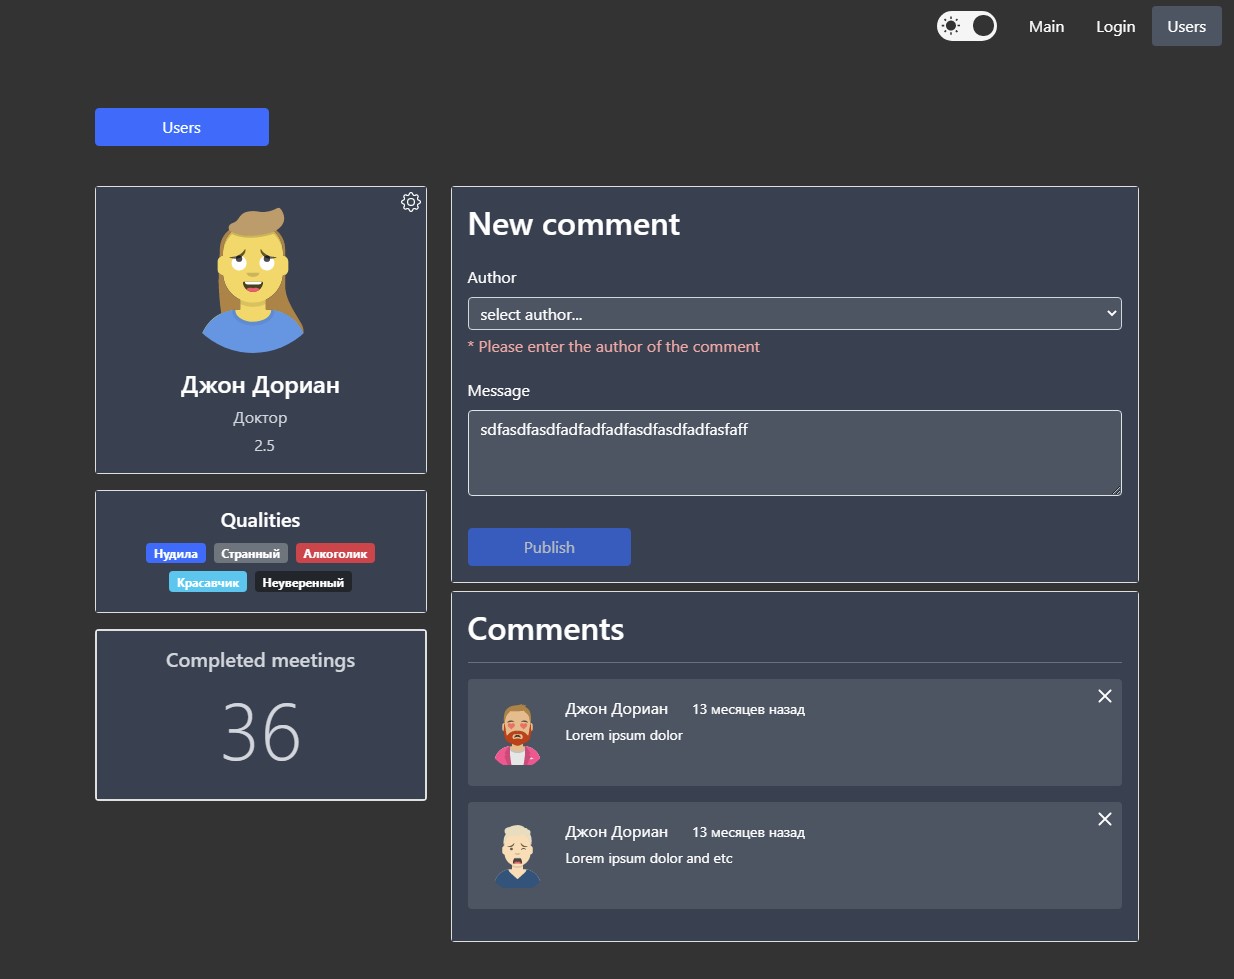 Main Login Users
Users
Джон Дориан
Доктор
2.5
Qualities
Нудила Странный Алкоголик
Красавчик Неуверенный
Completed meetings
36
New comment
Author
select author...
* Please enter the author of the comment
Message
sdfasdfasdfadfadfadfasdfasdfadfasfaff
Publish
Comments
Джон Дориан 13 месяцев назад
Lorem ipsum dolor
Джон Дориан 13 месяцев назад
Lorem ipsum dolor and etc